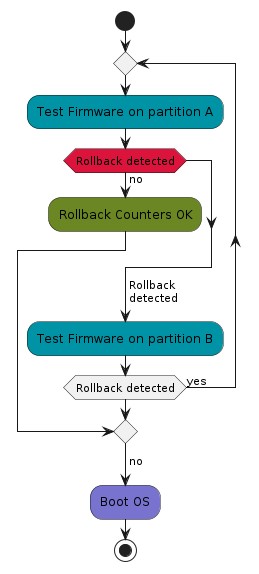 Test Firmware on partition A
Rollback detected
no
Rollback Counters OK
Rollback
detected
Test Firmware on partition B
Rollback detected
yes
no
Boot OS